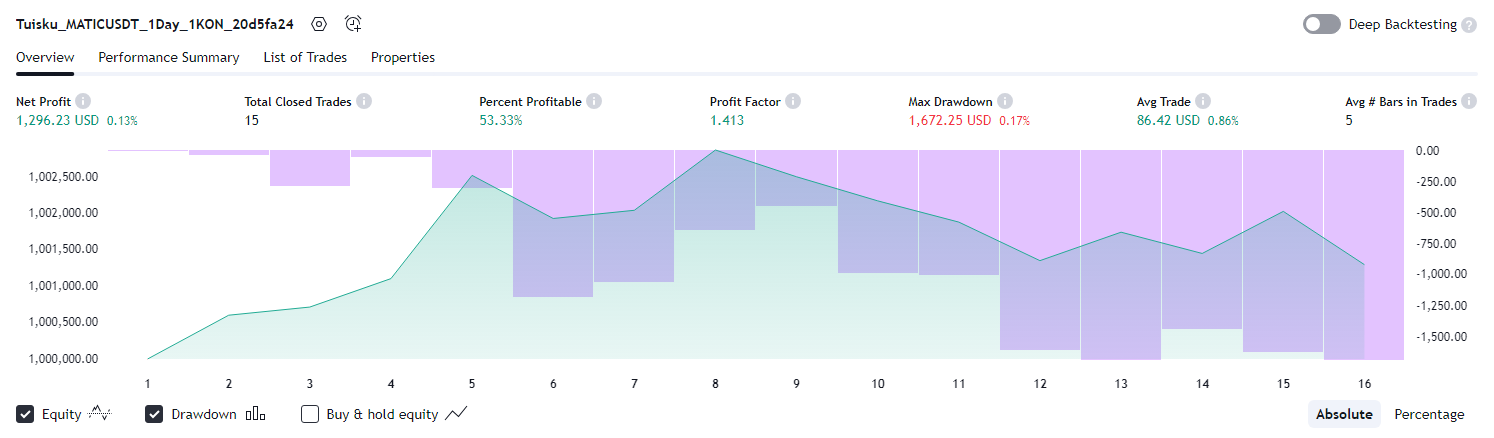 Tuisku_MATICUSDT_1Day_1KON_20d5fa24 Deep Backtesting
Overview Performance Summary List of Trades Properties
Net Profit Total Closed Trades Percent Profitable Profit Factor Max Drawdown Avg Trade Avg # Bars in Trades
1,296.23 USD 0.13% 15 53.33% 1.413 1,672.25 USD 0.17% 86.42 USD 0.86% 5
0.00
1,002,500.00 -250.00
1,002,000.00 -500.00
1,001,500.00 -750.00
1,001,000.00 -1,000.00
1,000,500.00 -1,250.00
1,000,000.00 -1,500.00
1 2 3 4 5 6 7 8 9 10 11 12 13 14 15 16
Equity Drawdown Buy & hold equity Absolute Percentage